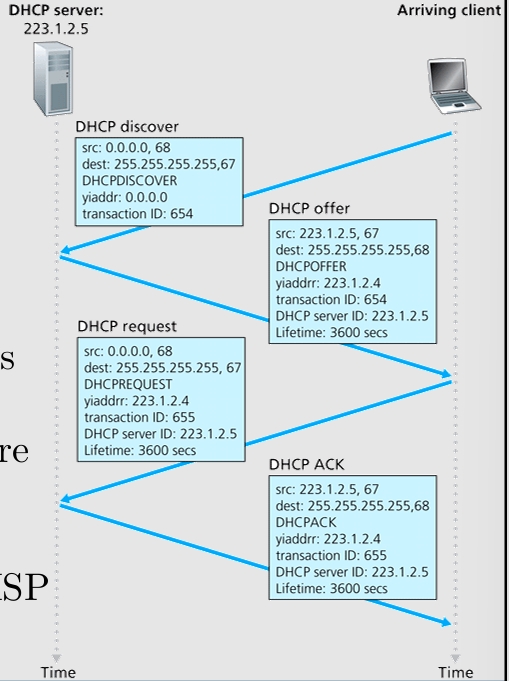 DHCP server:
223.1.2.5
Arriving client
DHCP discover
src: 0.0.0.0, 68
dest: 255.255.255.255,67
DHCPDISCOVER
yiaddr: 0.0.0.0
transaction ID: 654
DHCP offer
src: 223.1.2.5, 67
dest: 255.255.255.255,68
DHCPOFFER
yiaddrr: 223.1.2.4
transaction ID: 654
DHCP server ID: 223.1.2.5
Lifetime: 3600 secs
DHCP request
src: 0.0.0.0, 68
dest: 255.255.255.255, 67
DHCPREQUEST
yiaddrr: 223.1.2.4
transaction ID: 655
DHCP server ID: 223.1.2.5
Lifetime: 3600 secs
s
re
DHCP ACK
src: 223.1.2.5, 67
dest: 255.255.255.255,68
DHCPACK
yiaddrr: 223.1.2.4
transaction ID: 655
DHCP server ID: 223.1.2.5
Lifetime: 3600 secs
ISP
Time
Time